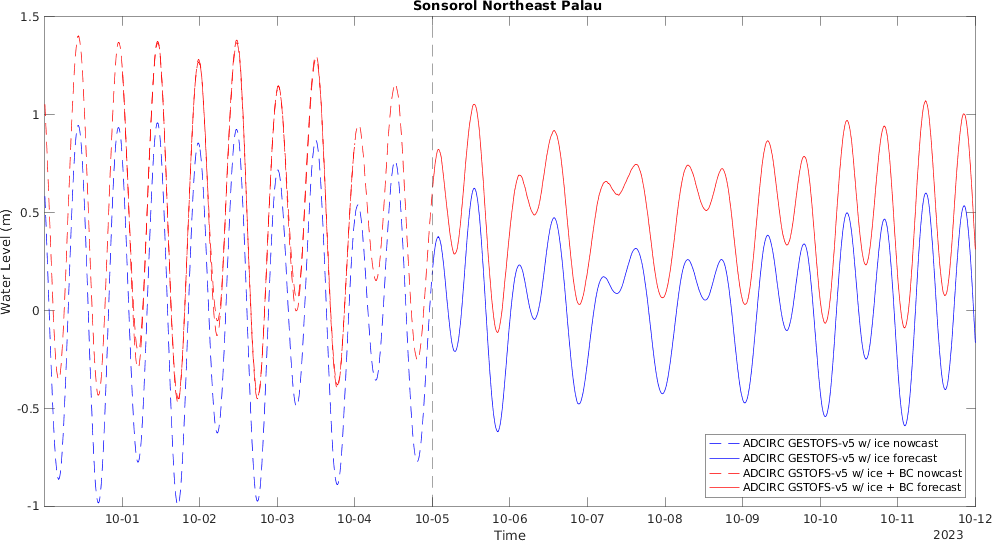 Sonsorol Northeast Palau
1.5
1
0.5
0
-0.5
-1
Water Level (m)
10-01
10-02
10-03
10-04
10-05
10-06
10-07
10-08
10-09
10-10
10-11
10-12
Time
2023
ADCIRC GESTOFS-v5 w/ ice nowcast
ADCIRC GESTOFS-v5 w/ ice forecast
ADCIRC GSTOFS-v5 w/ ice + BC nowcast
ADCIRC GSTOFS-v5 w/ ice + BC forecast